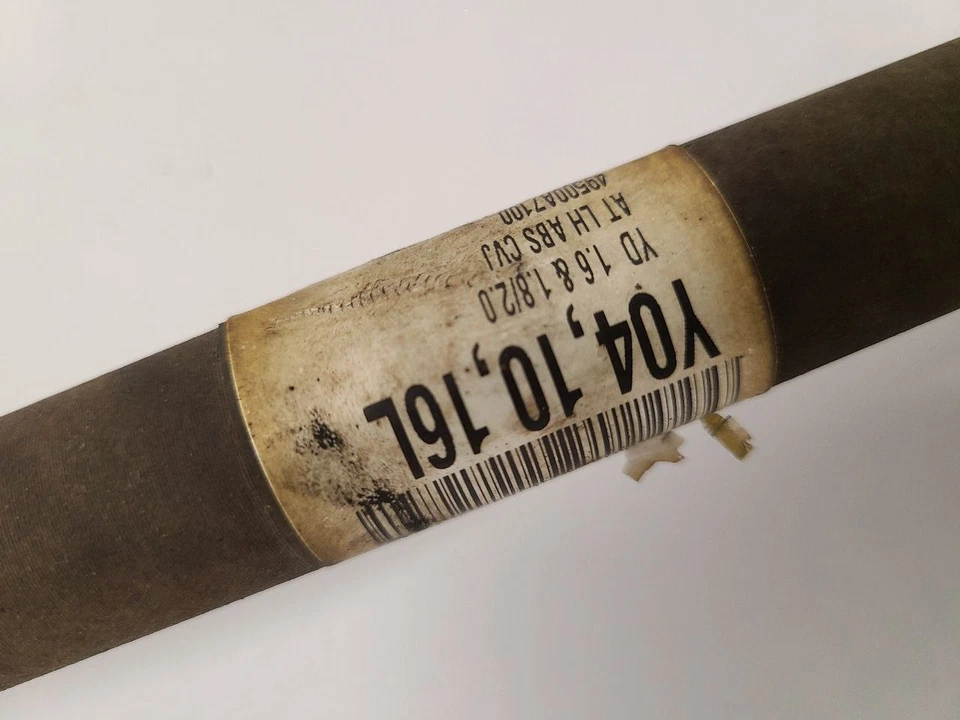 49500A7100
AT LH ABS CVJ
YD 1.6 & 1.8/2.0
Y04,10,16L